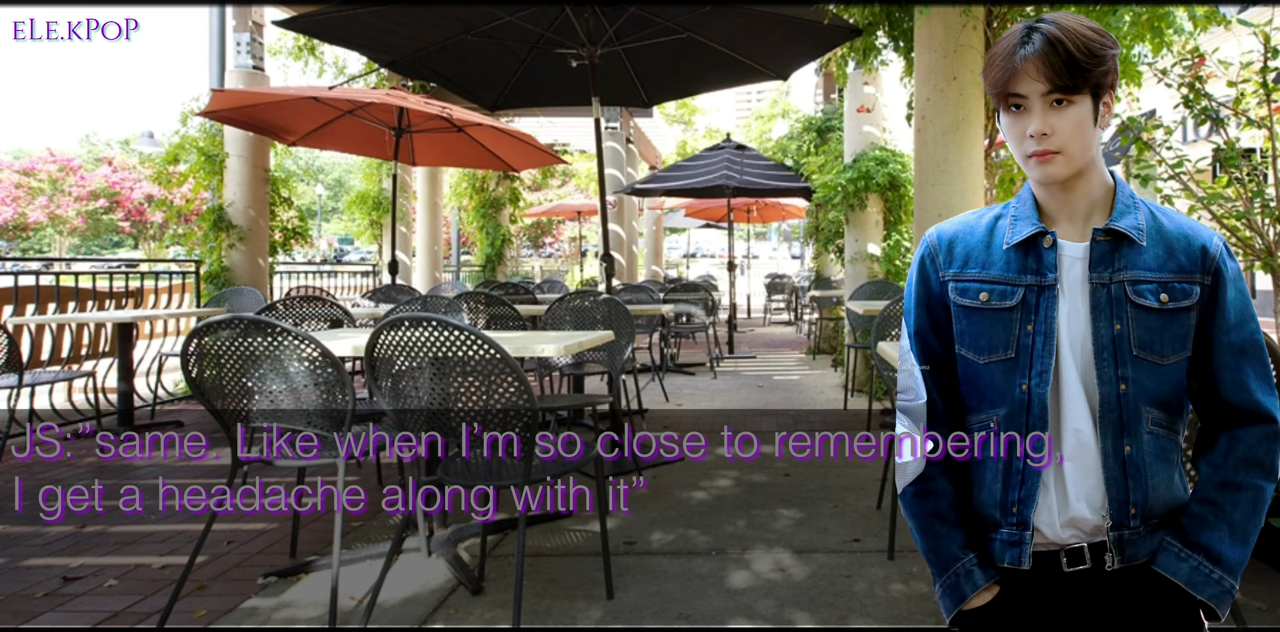 ELE.KPOP
JS:"same. Like when I'm so close to remembering,
I get a headache along with it"